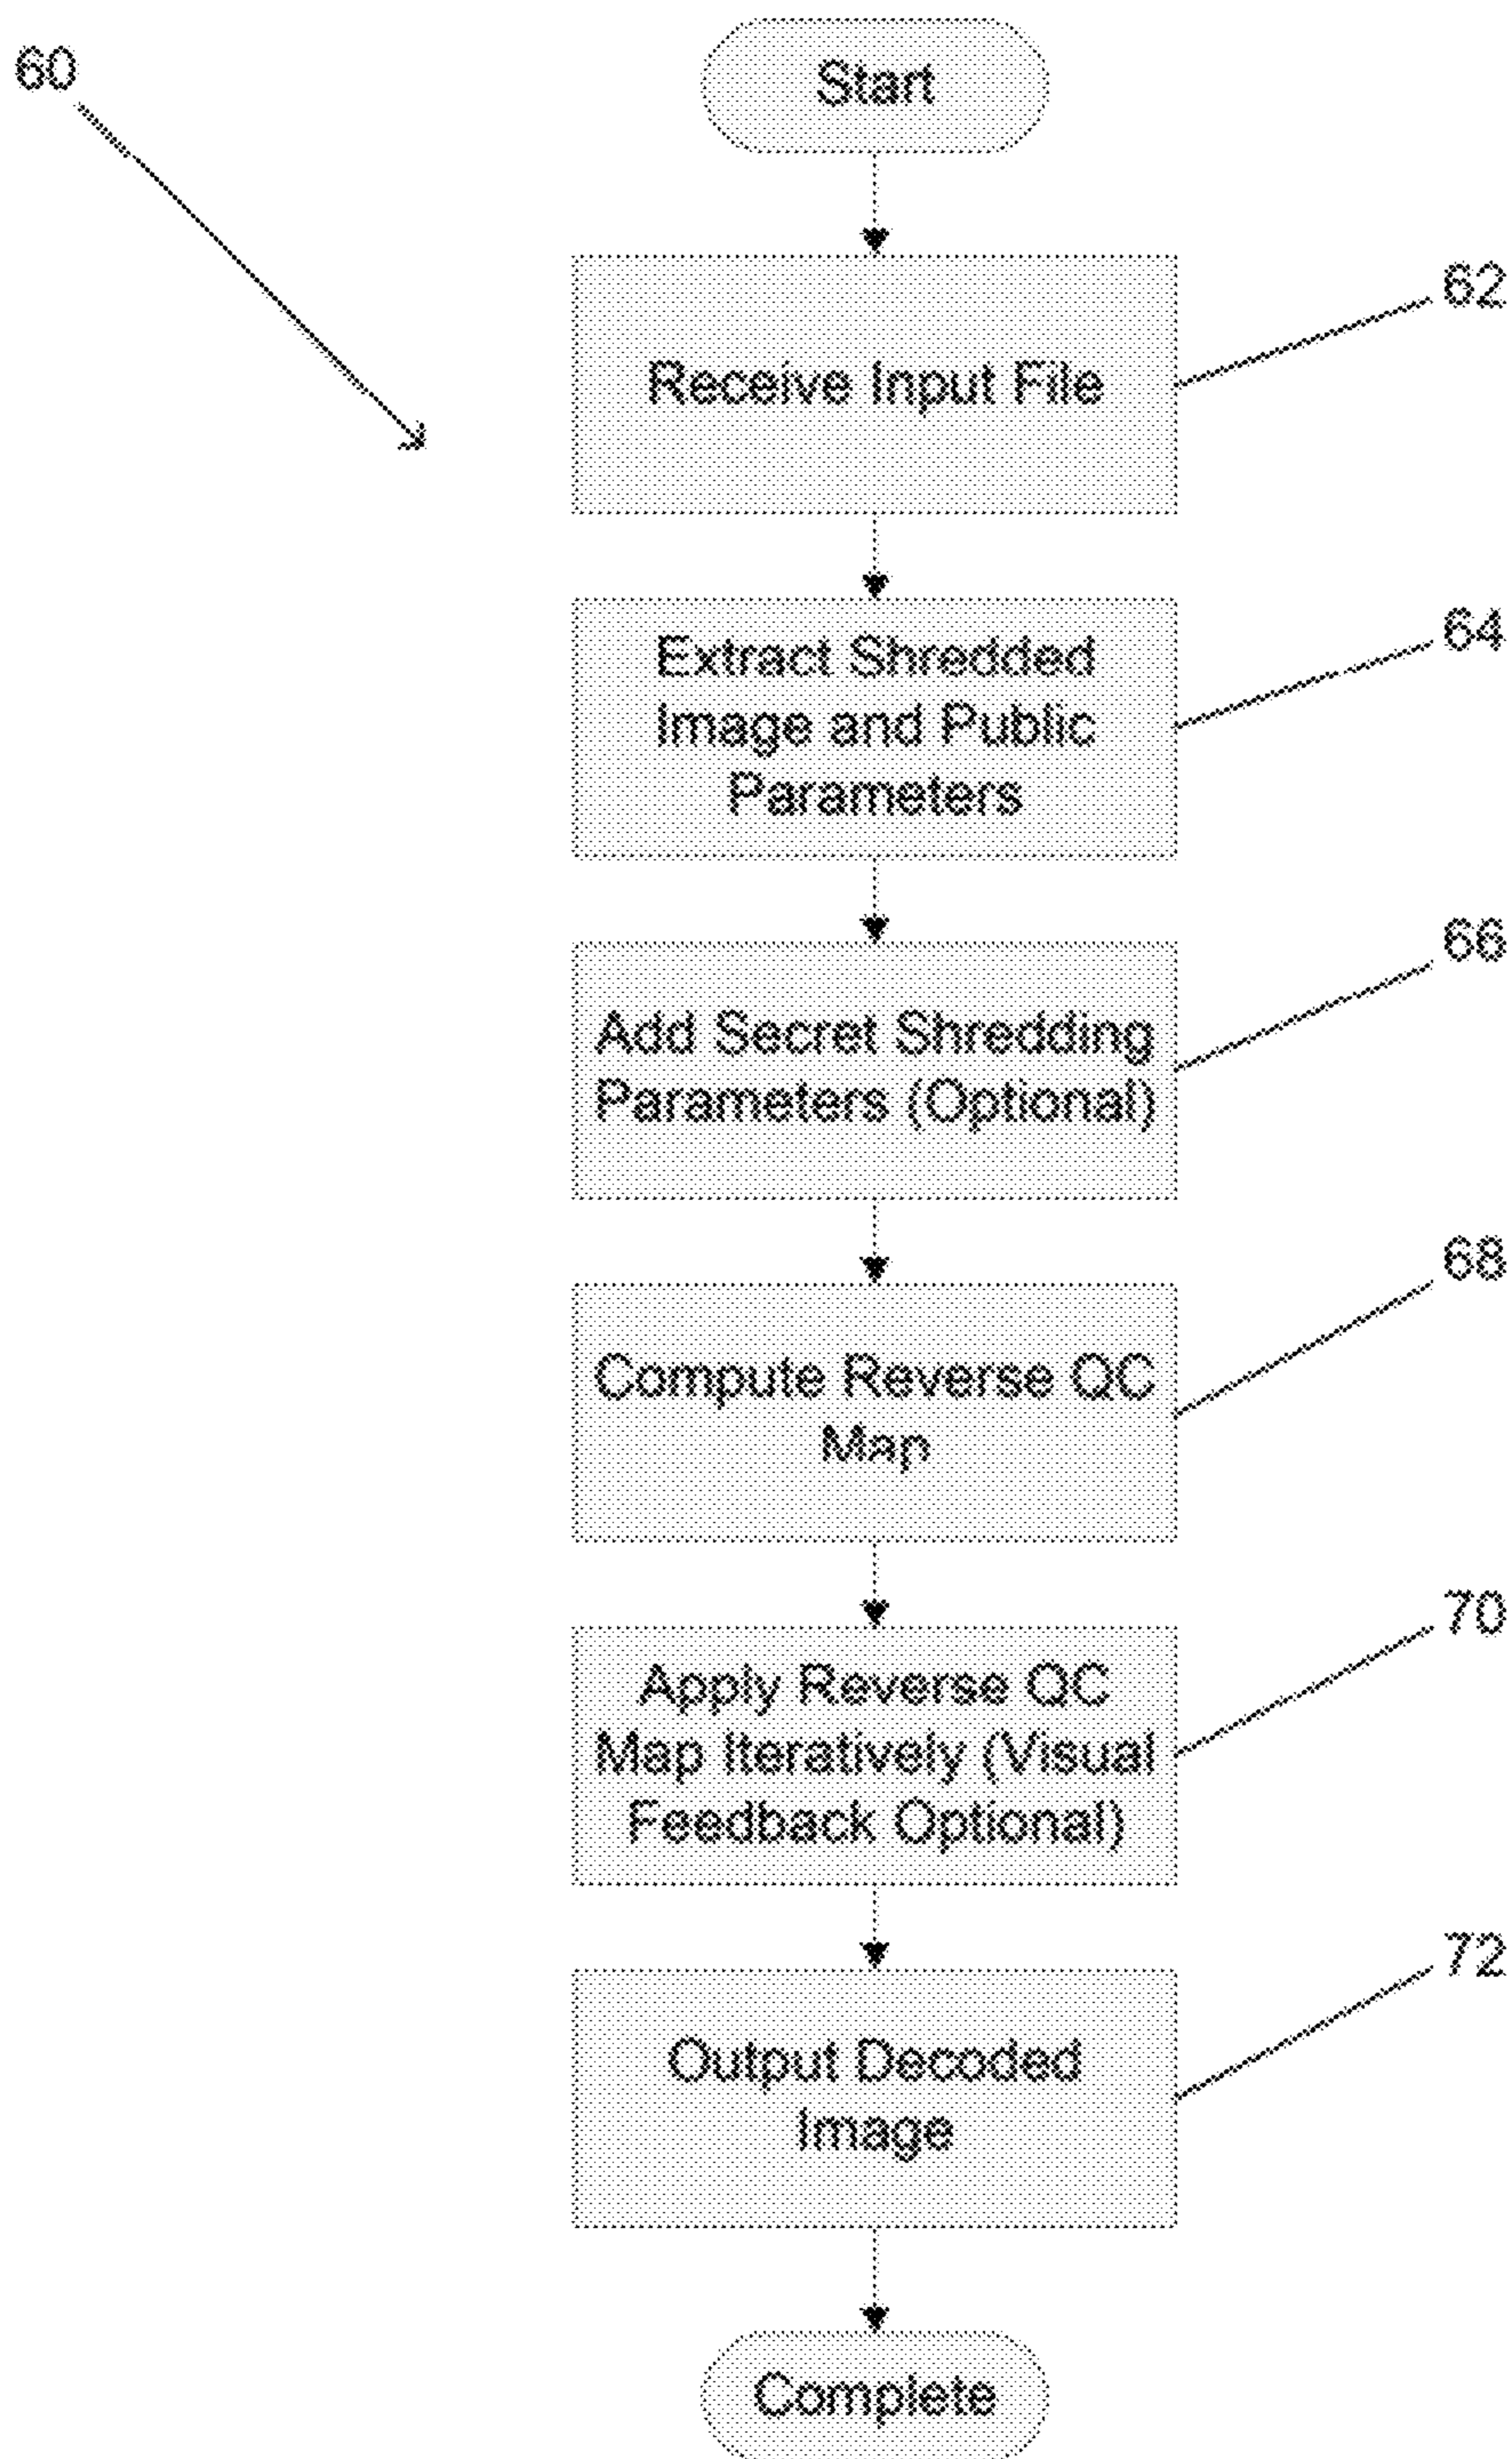 60
Start
62
Receive Input File
64
Extract Shredded
Image and Public
Parameters
66
Add Secret Shredding
Parameters (Optional)
68
Compute Reverse QC
Map
70
Apply Reverse QC
Map Iteratively (Visual
Feedback Optional)
72
Output Decoded
Image
Complete